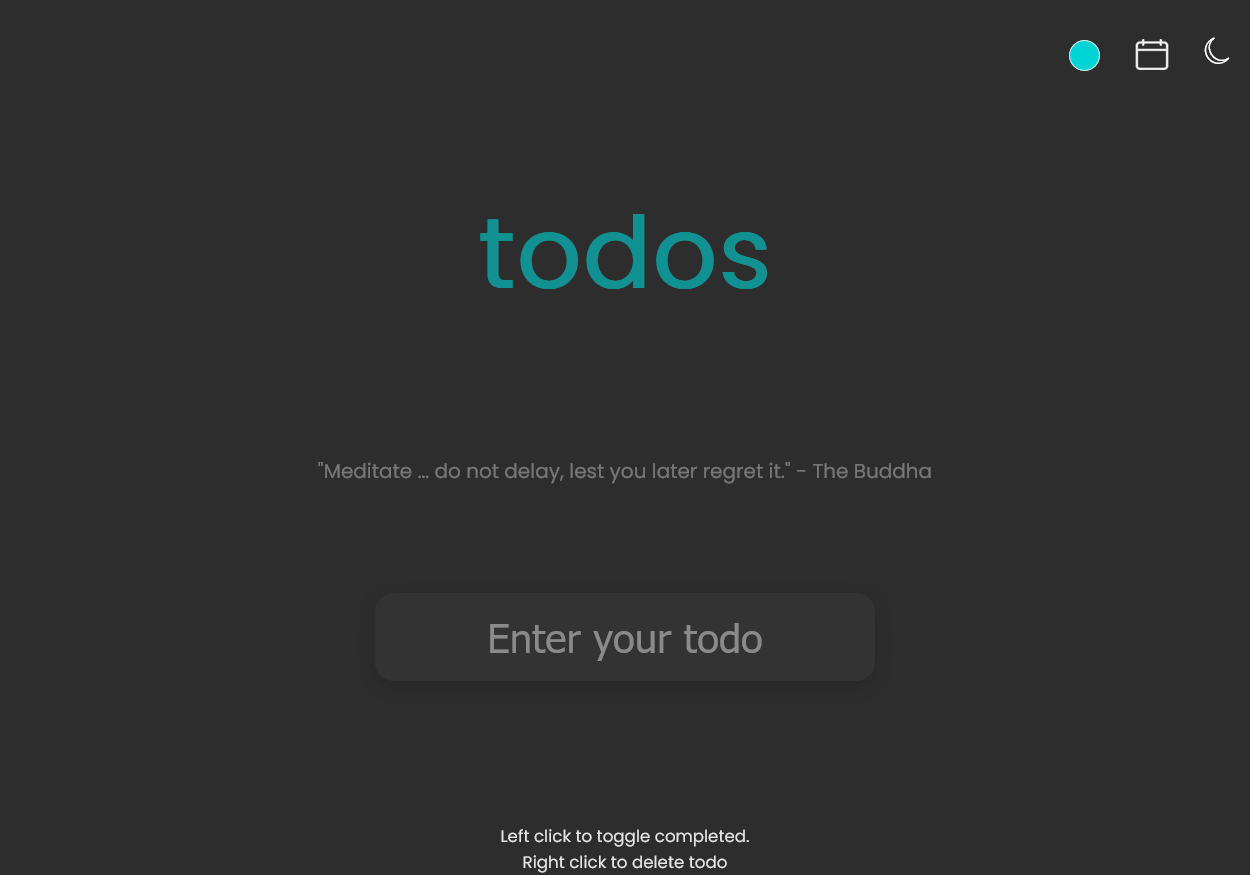 todos
"Meditate ... do not delay, lest you later regret it." - The Buddha
Enter your todo
Left click to toggle completed.
Right click to delete todo